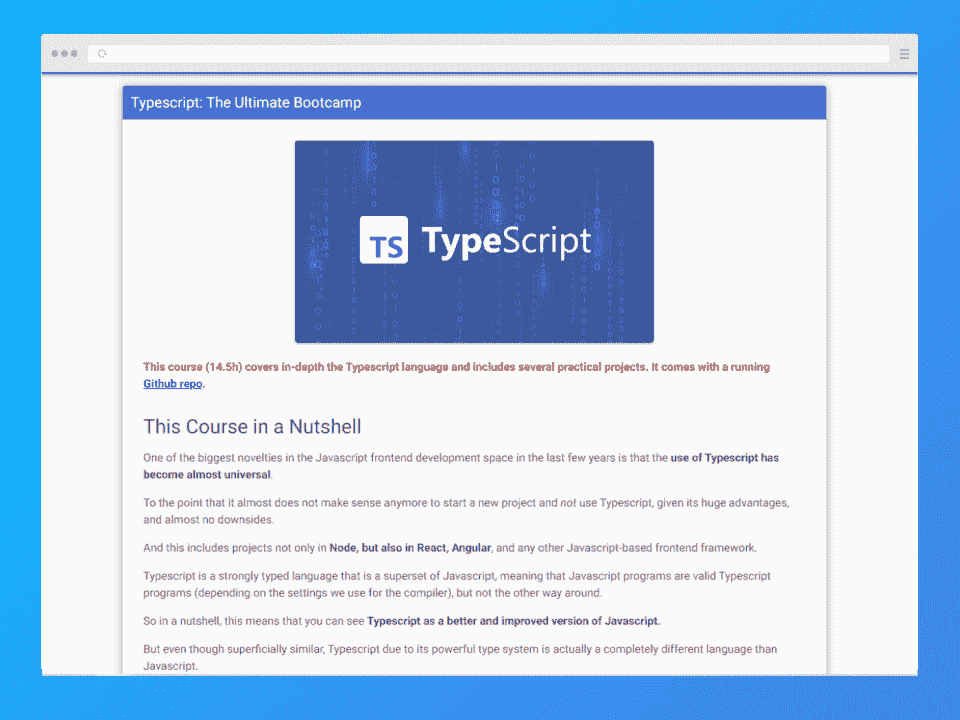 Typescript: The Ultimate Bootcamp
TS TypeScript
This course (14.5h) covers in-depth the Typescript language and includes several practical projects. It comes with a running
Github repo.
This Course in a Nutshell
One of the biggest novelties in the Javascript frontend development space in the last few years is that the use of Typescript has
become almost universal.
To the point that it almost does not make sense anymore to start a new project and not use Typescript, given its huge advantages,
and almost no downsides.
And this includes projects not only in Node, but also in React, Angular, and any other Javascript-based frontend framework.
Typescript is a strongly typed language that is a superset of Javascript, meaning that Javascript programs are valid Typescript
programs (depending on the settings we use for the compiler), but not the other way around.
So in a nutshell, this means that you can see Typescript as a better and improved version of Javascript.
But even though superficially similar, Typescript due to its powerful type system is actually a completely different language than
Javascript.